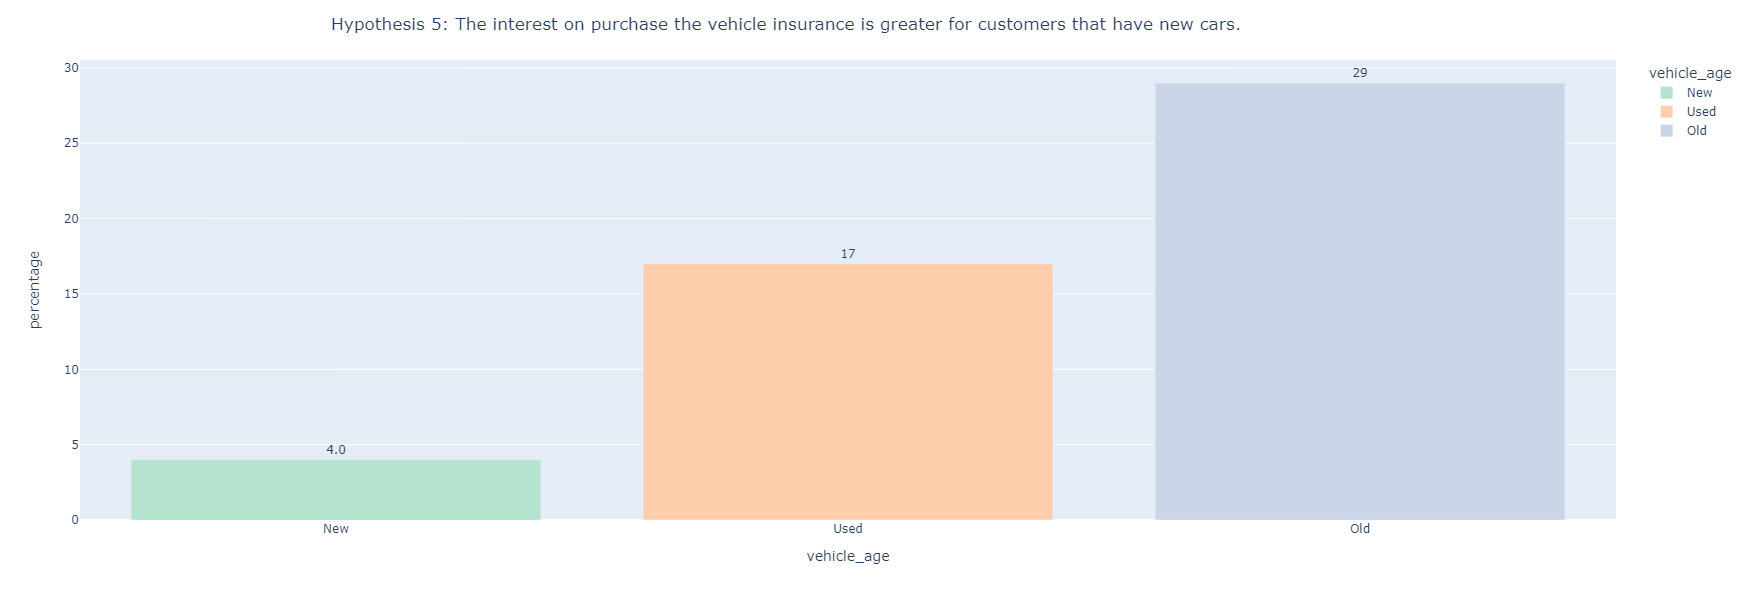 Hypothesis 5: The interest on purchase the vehicle insurance is greater for customers that have new cars.
30
25
20
15
10
5
0
percentage
4.0
17
29
New
Used
Old
vehicle_age
vehicle_age
New
Used
Old